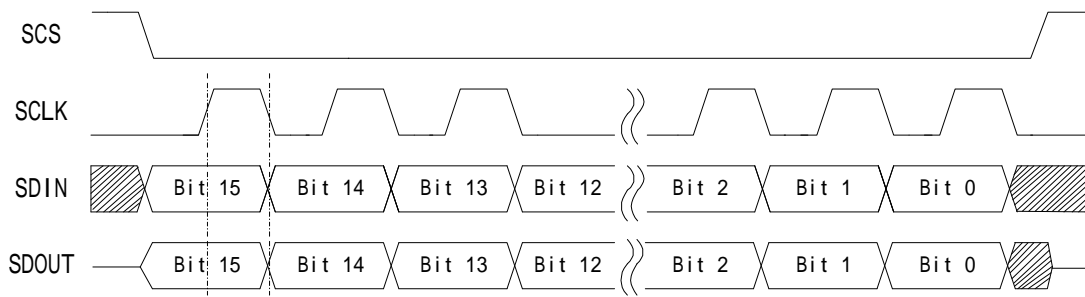 SCS
SCLK
SDIN Bit 15 Bit 14 Bit 13 Bit 12 Bit 2 Bit 1 Bit 0
SDOUT Bit 15 Bit 14 Bit 13 Bit 12 Bit 2 Bit 1 Bit 0